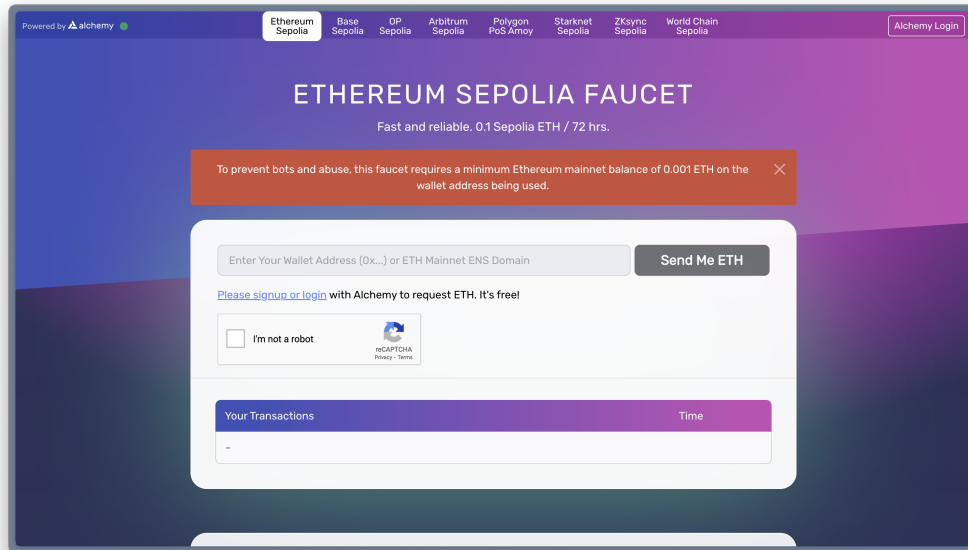 Powered by alchemy
Ethereum Sepolia
Base Sepolia
OP Sepolia
Arbitrum Sepolia
Polygon PoS Amoy
Starknet Sepolia
ZKsync Sepolia
World Chain Sepolia
Alchemy Login
ETHEREUM SEPOLIA FAUCET
Fast and reliable. 0.1 Sepolia ETH / 72 hrs.
To prevent bots and abuse, this faucet requires a minimum Ethereum mainnet balance of 0.001 ETH on the
wallet address being used.
Enter Your Wallet Address (0x...) or ETH Mainnet ENS Domain
Send Me ETH
Please signup or login with Alchemy to request ETH. It's free!
I'm not a robot
reCAPTCHA
Privacy - Terms
Your Transactions Time
-